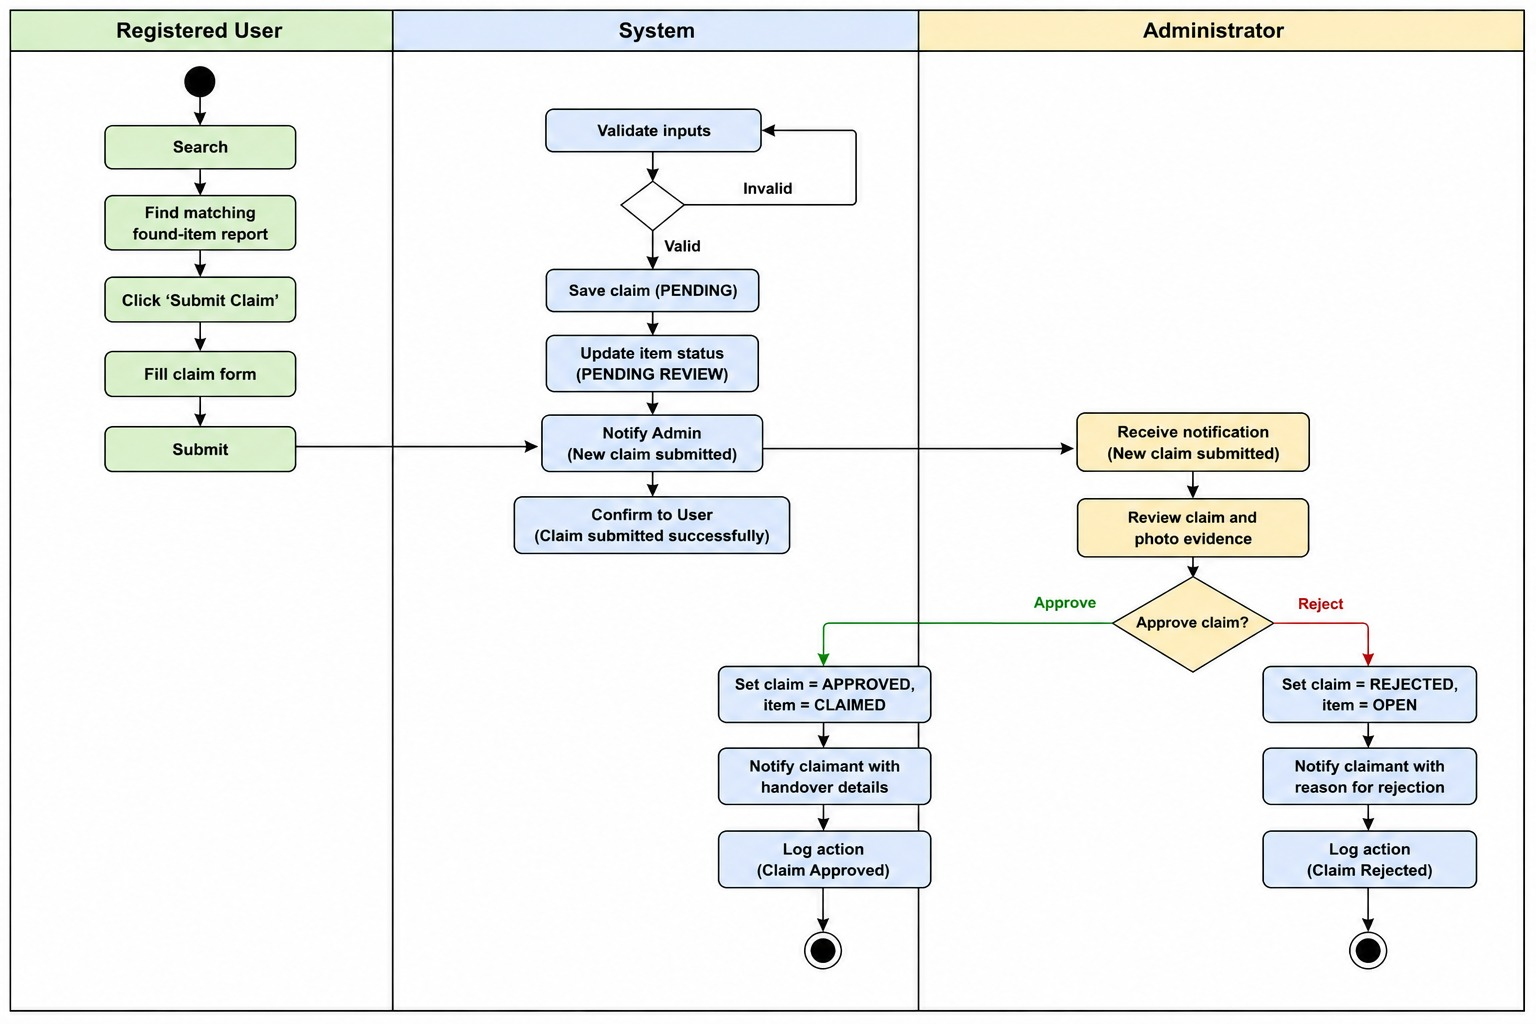 Registered User
System
Administrator
Search
Find matching
found-item report
Click ‘Submit Claim’
Fill claim form
Submit
Validate inputs
Invalid
Valid
Save claim (PENDING)
Update item status
(PENDING REVIEW)
Notify Admin
(New claim submitted)
Confirm to User
(Claim submitted successfully)
Receive notification
(New claim submitted)
Review claim and
photo evidence
Approve claim?
Approve
Reject
Set claim = APPROVED,
item = CLAIMED
Notify claimant with
handover details
Log action
(Claim Approved)
Set claim = REJECTED,
item = OPEN
Notify claimant with
reason for rejection
Log action
(Claim Rejected)